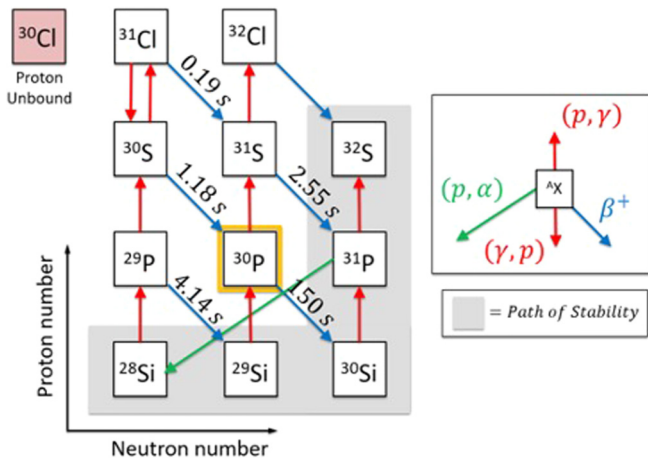 ³⁰Cl
Proton
Unbound
³¹Cl
³²Cl
0.19 s
³⁰S
³¹S
³²S
1.18 s
2.55 s
²⁹P
³⁰P
³¹P
4.14 s
150 s
²⁸Si
²⁹Si
³⁰Si
Proton number
Neutron number
(p,γ)
(p,α)
ᴬX
β⁺
(γ,p)
= Path of Stability